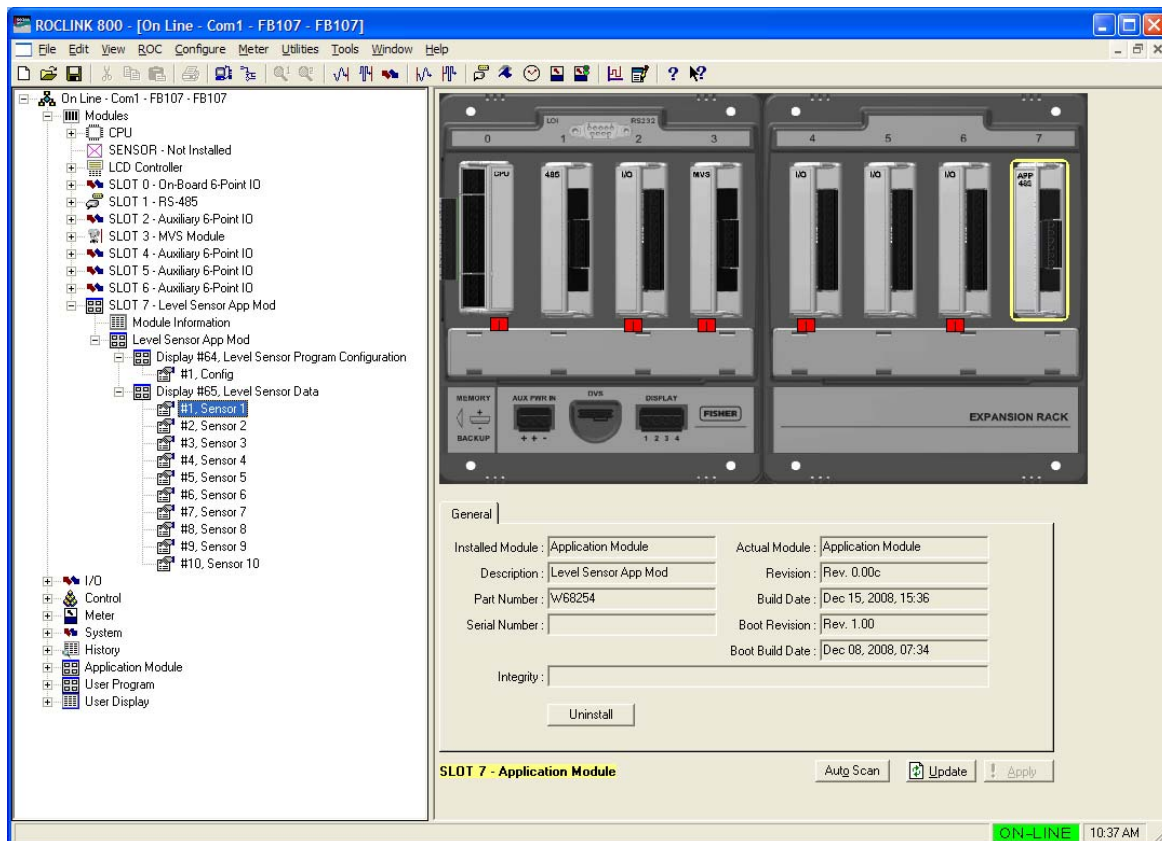 ROCLINK 800 - [On Line - Com1 - FB107 - FB107]
File Edit View ROC Configure Meter Utilities Tools Window Help
On Line - Com1 - FB107 - FB107
Modules
CPU
SENSOR - Not Installed
LCD Controller
SLOT 0 - On-Board 6-Point IO
SLOT 1 - RS-485
SLOT 2 - Auxiliary 6-Point IO
SLOT 3 - MVS Module
SLOT 4 - Auxiliary 6-Point IO
SLOT 5 - Auxiliary 6-Point IO
SLOT 6 - Auxiliary 6-Point IO
SLOT 7 - Level Sensor App Mod
Module Information
Level Sensor App Mod
Display #64, Level Sensor Program Configuration
#1, Config
Display #65, Level Sensor Data
#1, Sensor 1
#2, Sensor 2
#3, Sensor 3
#4, Sensor 4
#5, Sensor 5
#6, Sensor 6
#7, Sensor 7
#8, Sensor 8
#9, Sensor 9
#10, Sensor 10
I/O
Control
Meter
System
History
Application Module
User Program
User Display
LOI RS232
0 1 2 3 4 5 6 7
CPU 485 I/O MVS I/O I/O I/O APP 485
MEMORY BACKUP
AUX PWR IN
+ + -
DVS
DISPLAY
1 2 3 4
FISHER
EXPANSION RACK
General
Installed Module : Application Module
Actual Module : Application Module
Description : Level Sensor App Mod
Revision : Rev. 0.00c
Part Number : W68254
Build Date : Dec 15, 2008, 15:36
Serial Number :
Boot Revision : Rev. 1.00
Boot Build Date : Dec 08, 2008, 07:34
Integrity :
Uninstall
SLOT 7 - Application Module
Auto Scan
Update
! Apply
ON-LINE
10:37 AM